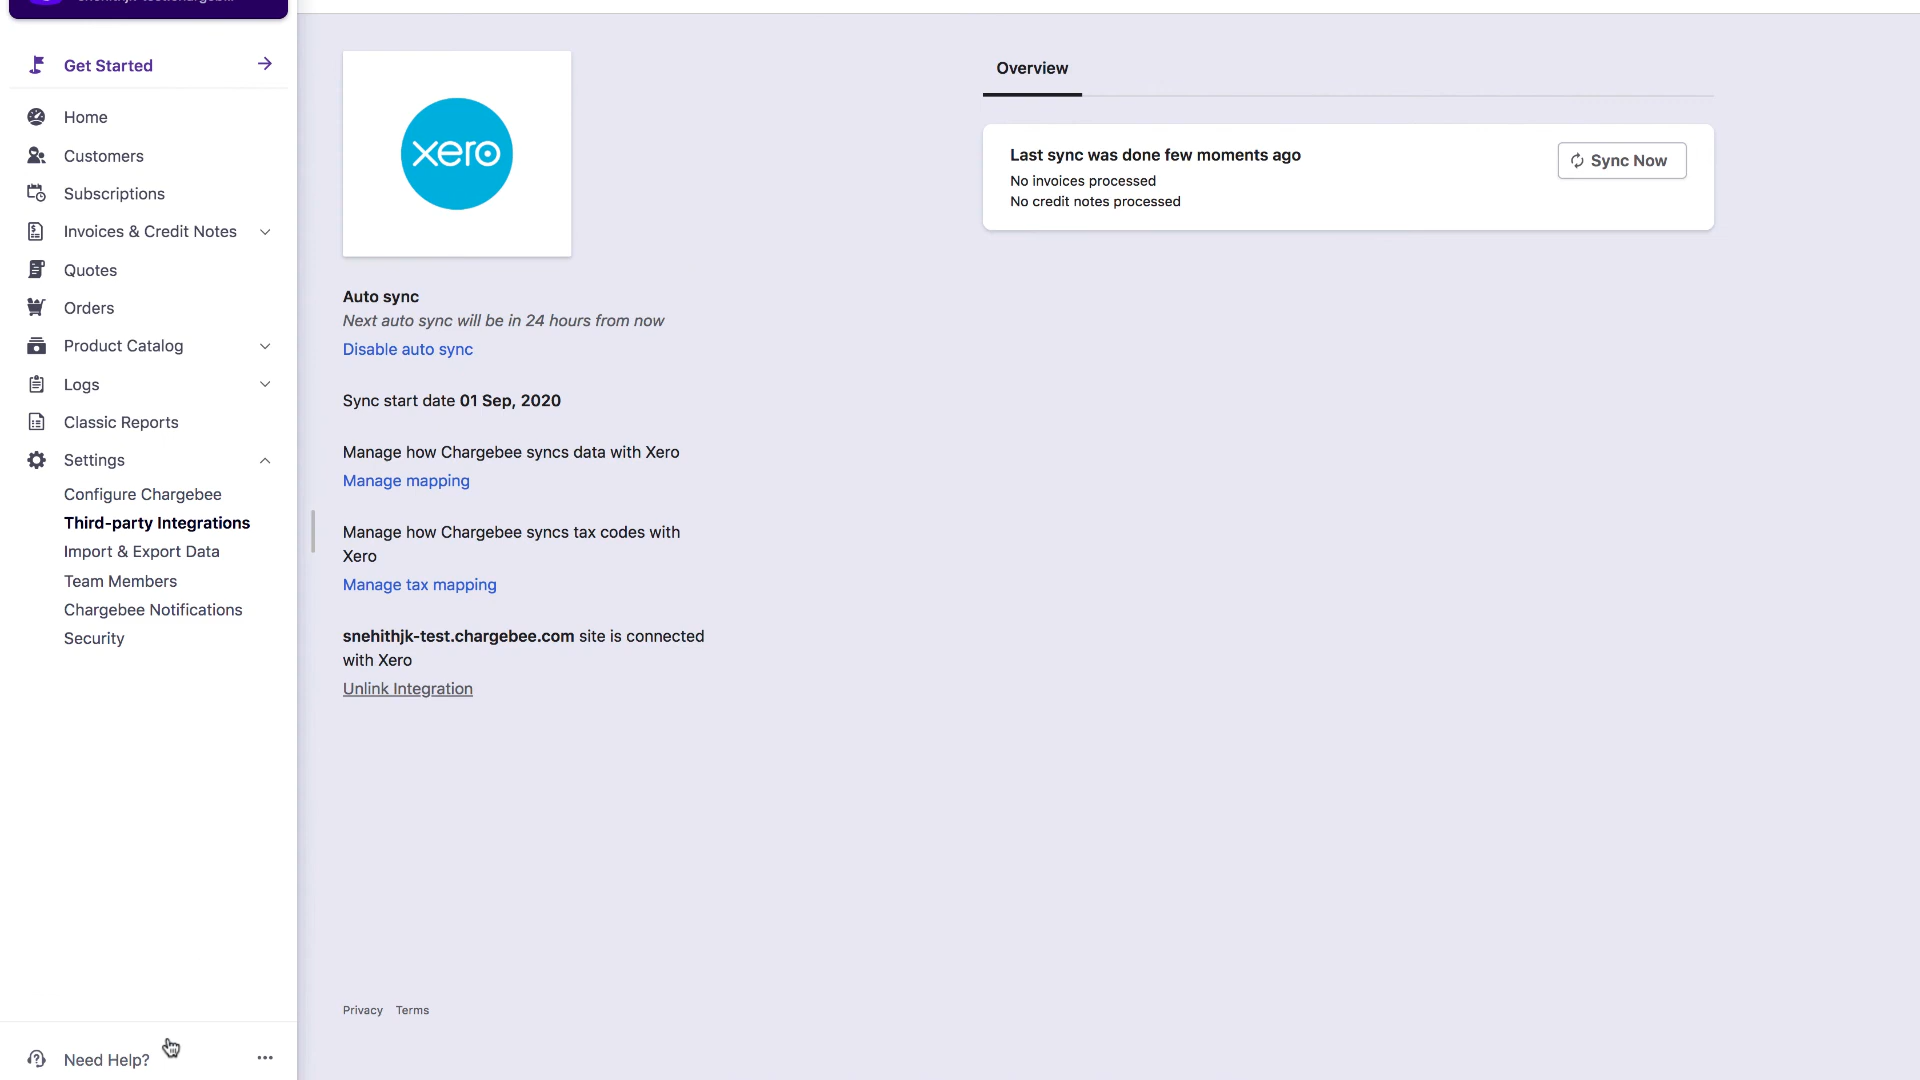 Get Started
Home
Customers
Subscriptions
Invoices & Credit Notes
Quotes
Orders
Product Catalog
Logs
Classic Reports
Settings
Configure Chargebee
Third-party Integrations
Import & Export Data
Team Members
Chargebee Notifications
Security
Need Help?
xero
Auto sync
Next auto sync will be in 24 hours from now
Disable auto sync
Sync start date 01 Sep, 2020
Manage how Chargebee syncs data with Xero
Manage mapping
Manage how Chargebee syncs tax codes with
Xero
Manage tax mapping
snehithjk-test.chargebee.com site is connected
with Xero
Unlink Integration
Privacy Terms
Overview
Last sync was done few moments ago
No invoices processed
No credit notes processed
Sync Now